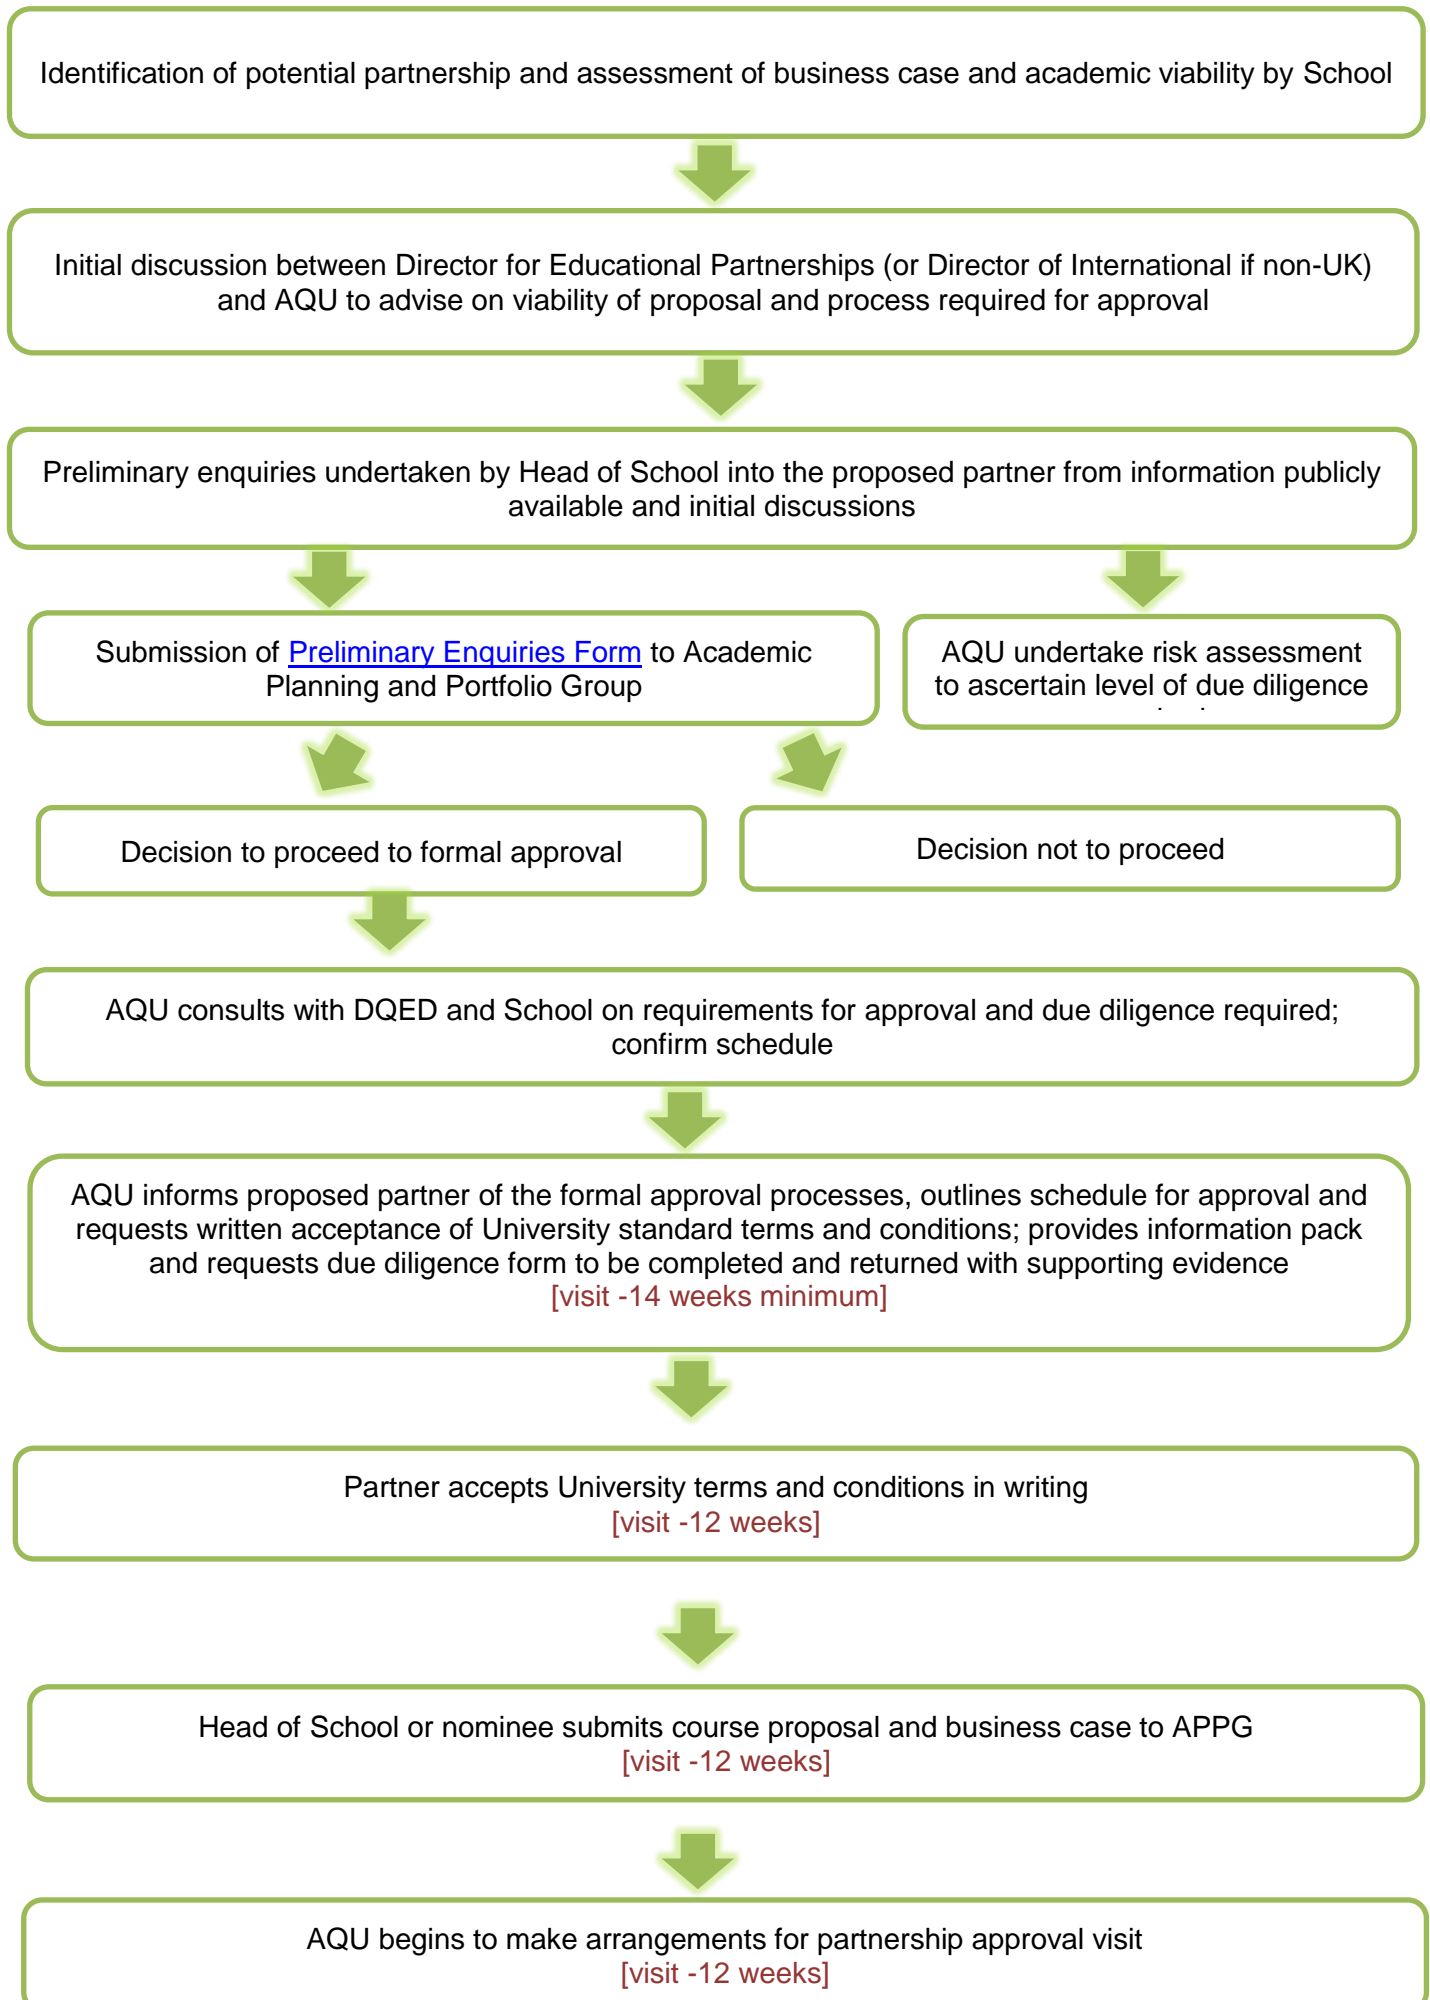 Identification of potential partnership and assessment of business case and academic viability by School
Initial discussion between Director for Educational Partnerships (or Director of International if non-UK)
and AQU to advise on viability of proposal and process required for approval
Preliminary enquiries undertaken by Head of School into the proposed partner from information publicly
available and initial discussions
Submission of Preliminary Enquiries Form to Academic
Planning and Portfolio Group
AQU undertake risk assessment
to ascertain level of due diligence
Decision to proceed to formal approval
Decision not to proceed
AQU consults with DQED and School on requirements for approval and due diligence required;
confirm schedule
AQU informs proposed partner of the formal approval processes, outlines schedule for approval and
requests written acceptance of University standard terms and conditions; provides information pack
and requests due diligence form to be completed and returned with supporting evidence
[visit -14 weeks minimum]
Partner accepts University terms and conditions in writing
[visit -12 weeks]
Head of School or nominee submits course proposal and business case to APPG
[visit -12 weeks]
AQU begins to make arrangements for partnership approval visit
[visit -12 weeks]